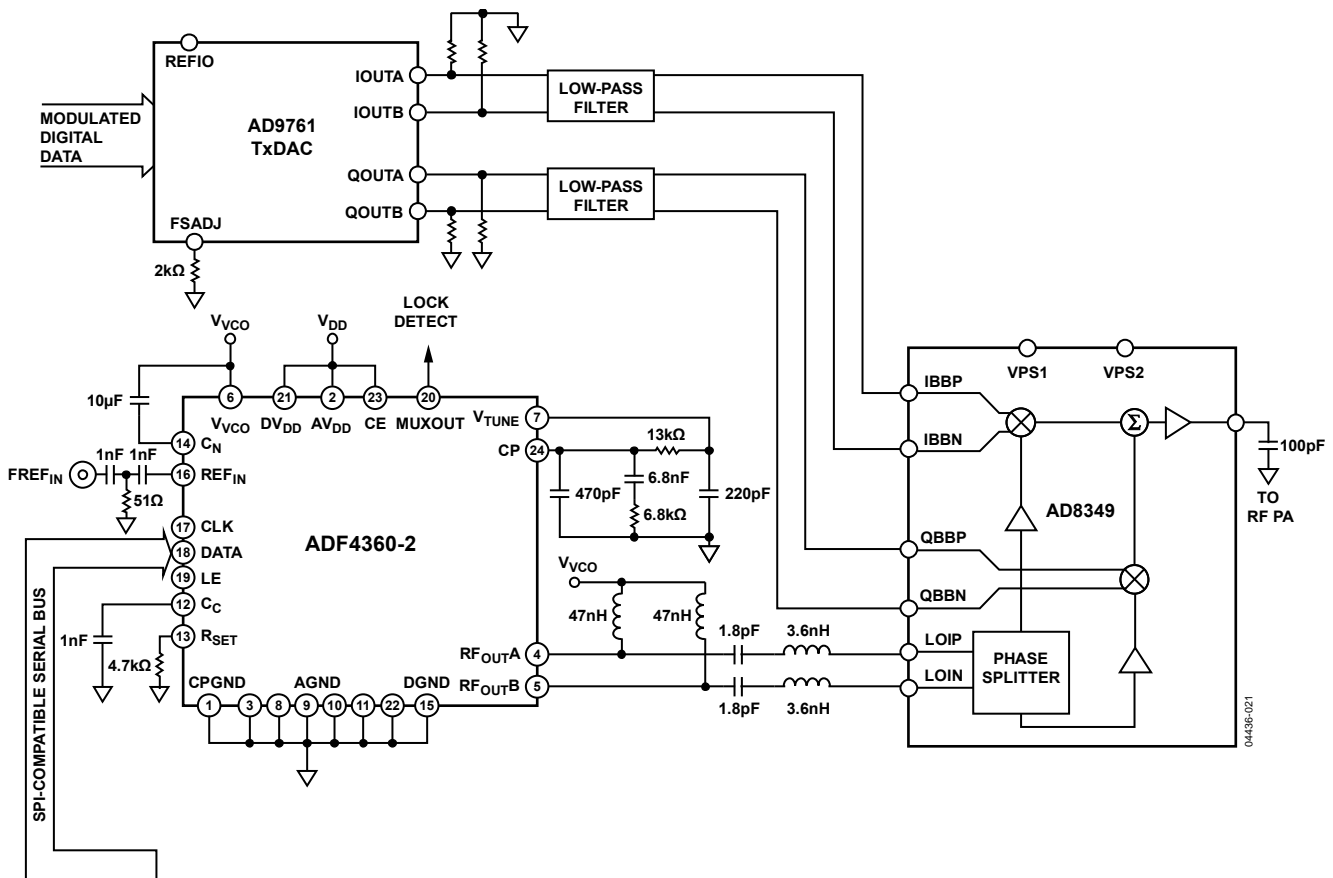 REFIO
MODULATED
DIGITAL
DATA
AD9761
TxDAC
IOUTA
IOUTB
QOUTA
QOUTB
FSADJ
2kΩ
LOW-PASS
FILTER
LOW-PASS
FILTER
LOCK
DETECT
VVCO
VDD
10µF
6
21
2
23
20
VVCO
DVDD
AVDD
CE
MUXOUT
VTUNE
7
CP
24
14
CN
1nF
1nF
FREFIN
16
REFIN
51Ω
17
CLK
18
DATA
19
LE
12
CC
13
RSET
1nF
4.7kΩ
ADF4360-2
SPI-COMPATIBLE SERIAL BUS
CPGND
AGND
DGND
1
3
8
9
10
11
22
15
RFOUTA
4
RFOUTB
5
13kΩ
470pF
6.8nF
6.8kΩ
220pF
VVCO
47nH
47nH
1.8pF
3.6nH
1.8pF
3.6nH
VPS1
VPS2
IBBP
IBBN
Σ
AD8349
QBBP
QBBN
LOIP
LOIN
PHASE
SPLITTER
100pF
TO
RF PA
04436-021